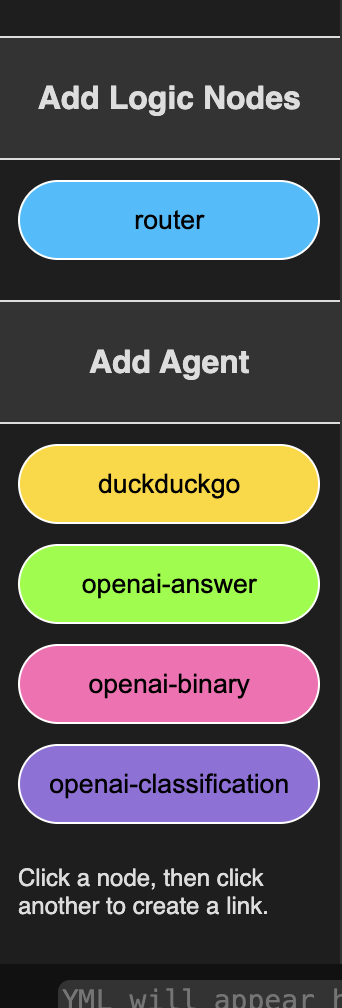 Add Logic Nodes
router
Add Agent
duckduckgo
openai-answer
openai-binary
openai-classification
Click a node, then click
another to create a link.
YML will appear